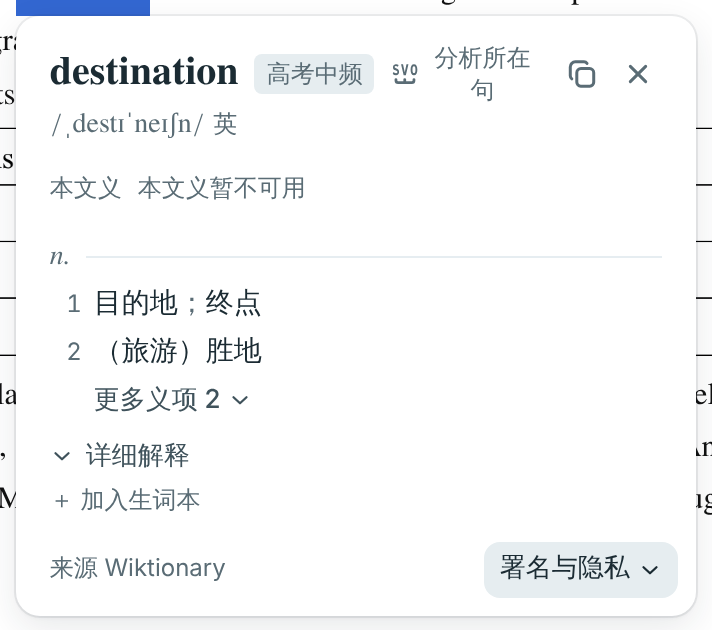 destination 高考中频 SVO 分析所在句
/ˌdestɪˈneɪʃn/ 英
本文义 本文义暂不可用
n.
1 目的地；终点
2 （旅游）胜地
更多义项 2
详细解释
+ 加入生词本
来源 Wiktionary 署名与隐私